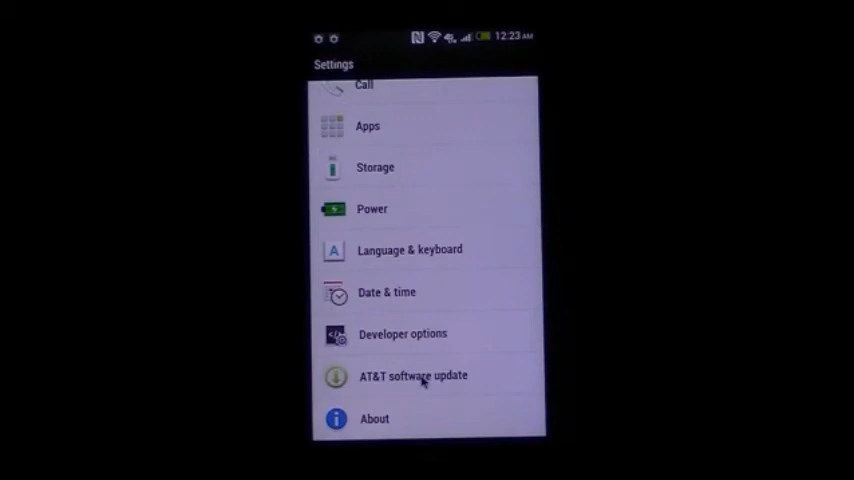 12:23 AM
Settings
Call
Apps
Storage
Power
A Language & keyboard
Date & time
Developer options
AT&T software update
About